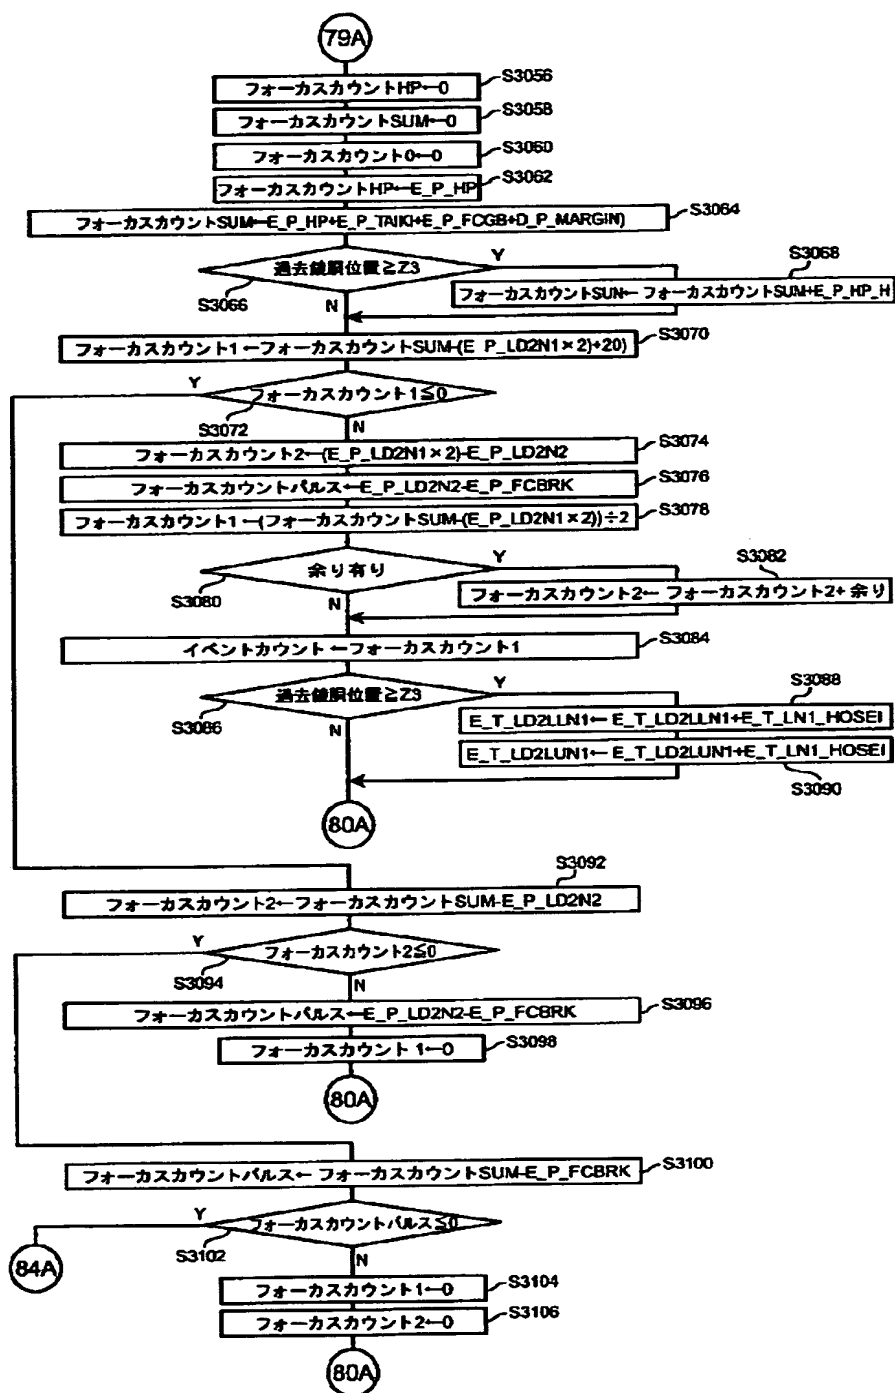 79A
フォーカスカウントHP←0
S3056
フォーカスカウントSUM←0
S3058
フォーカスカウント0←0
S3060
フォーカスカウントHP←E_P_HP
S3062
フォーカスカウントSUM←E_P_HP+E_P_TAIKI+E_P_FCGB+D_P_MARGIN)
S3064
過去鏡胴位置≧Z3
Y
N
S3066
フォーカスカウントSUN← フォーカスカウントSUM+E_P_HP_H
S3068
フォーカスカウント1←フォーカスカウントSUM-(E_P_LD2N1×2)+20)
S3070
フォーカスカウント1≦0
Y
N
S3072
フォーカスカウント2←(E_P_LD2N1×2)-E_P_LD2N2
S3074
フォーカスカウントパルス←E_P_LD2N2-E_P_FCBRK
S3076
フォーカスカウント1←(フォーカスカウントSUM-(E_P_LD2N1×2))÷2
S3078
余り有り
Y
N
S3080
フォーカスカウント2← フォーカスカウント2+ 余り
S3082
イベントカウント←フォーカスカウント1
S3084
過去鏡胴位置≧Z3
Y
N
S3086
E_T_LD2LLN1← E_T_LD2LLN1+E_T_LN1_HOSEI
S3088
E_T_LD2LUN1← E_T_LD2LUN1+E_T_LN1_HOSEI
S3090
80A
フォーカスカウント2←フォーカスカウントSUM-E_P_LD2N2
S3092
フォーカスカウント2≦0
Y
N
S3094
フォーカスカウントパルス←E_P_LD2N2-E_P_FCBRK
S3096
フォーカスカウント 1←0
S3098
80A
フォーカスカウントパルス← フォーカスカウントSUM-E_P_FCBRK
S3100
フォーカスカウントパルス≦0
Y
N
S3102
84A
フォーカスカウント1←0
S3104
フォーカスカウント2←0
S3106
80A